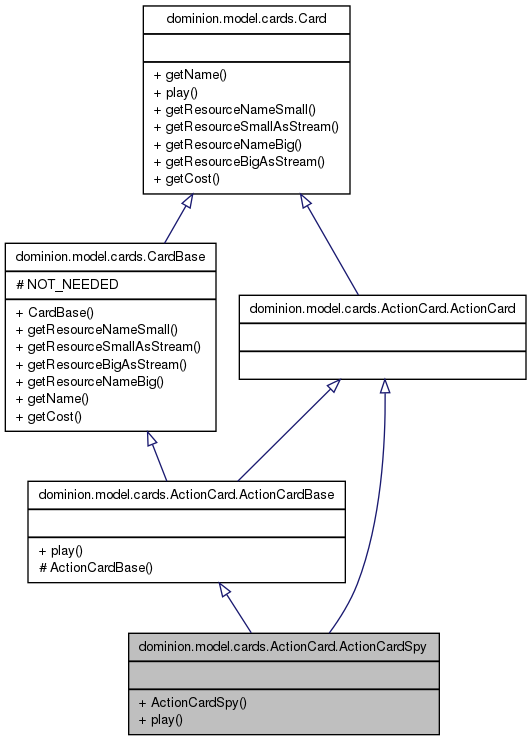 dominion.model.cards.Card
+ getName()
+ play()
+ getResourceNameSmall()
+ getResourceSmallAsStream()
+ getResourceNameBig()
+ getResourceBigAsStream()
+ getCost()
dominion.model.cards.CardBase
# NOT_NEEDED
+ CardBase()
+ getResourceNameSmall()
+ getResourceSmallAsStream()
+ getResourceBigAsStream()
+ getResourceNameBig()
+ getName()
+ getCost()
dominion.model.cards.ActionCard.ActionCard
dominion.model.cards.ActionCard.ActionCardBase
+ play()
# ActionCardBase()
dominion.model.cards.ActionCard.ActionCardSpy
+ ActionCardSpy()
+ play()